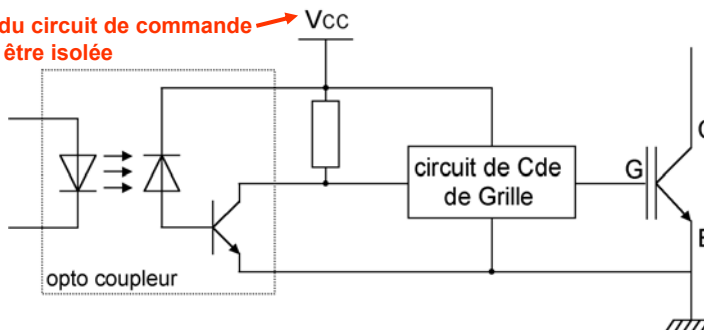 du circuit de commande
être isolée
Vcc
circuit de Cde
de Grille
G
opto coupleur